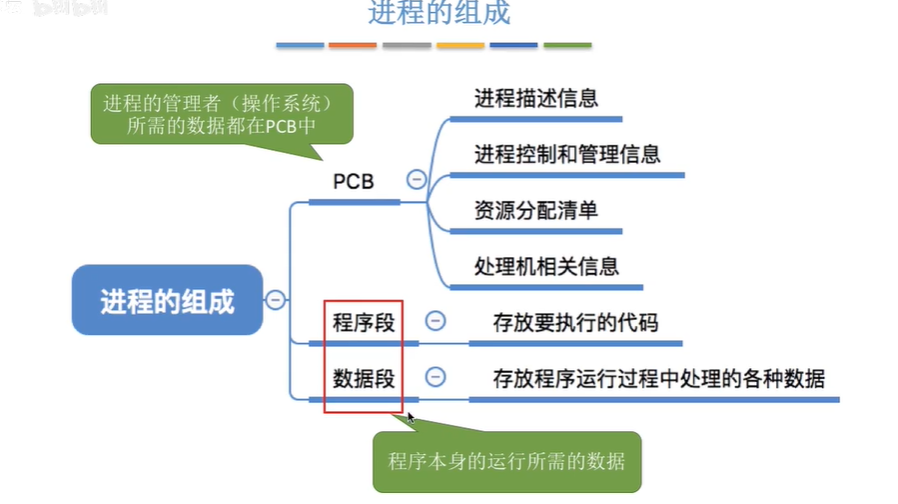 进程的组成
进程的管理者（操作系统）
所需的数据都在PCB中
进程描述信息
进程控制和管理信息
PCB
资源分配清单
处理机相关信息
进程的组成
程序段
存放要执行的代码
数据段
存放程序运行过程中处理的各种数据
程序本身的运行所需的数据